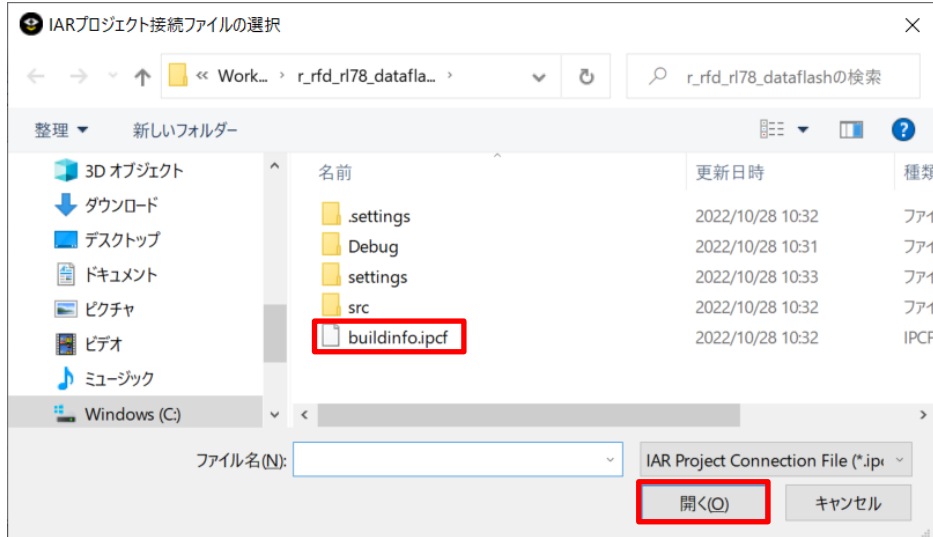 IARプロジェクト接続ファイルの選択
« Work... › r_rfd_rl78_datafla... ›
r_rfd_rl78_dataflashの検索
整理 新しいフォルダー
3D オブジェクト
ダウンロード
デスクトップ
ドキュメント
ピクチャ
ビデオ
ミュージック
Windows (C:)
名前 更新日時 種類
.settings 2022/10/28 10:32 ファイ
Debug 2022/10/28 10:31 ファイ
settings 2022/10/28 10:33 ファイ
src 2022/10/28 10:32 ファイ
buildinfo.ipcf 2022/10/28 10:32 IPCF
ファイル名(N):
IAR Project Connection File (*.ipc
開く(O) キャンセル